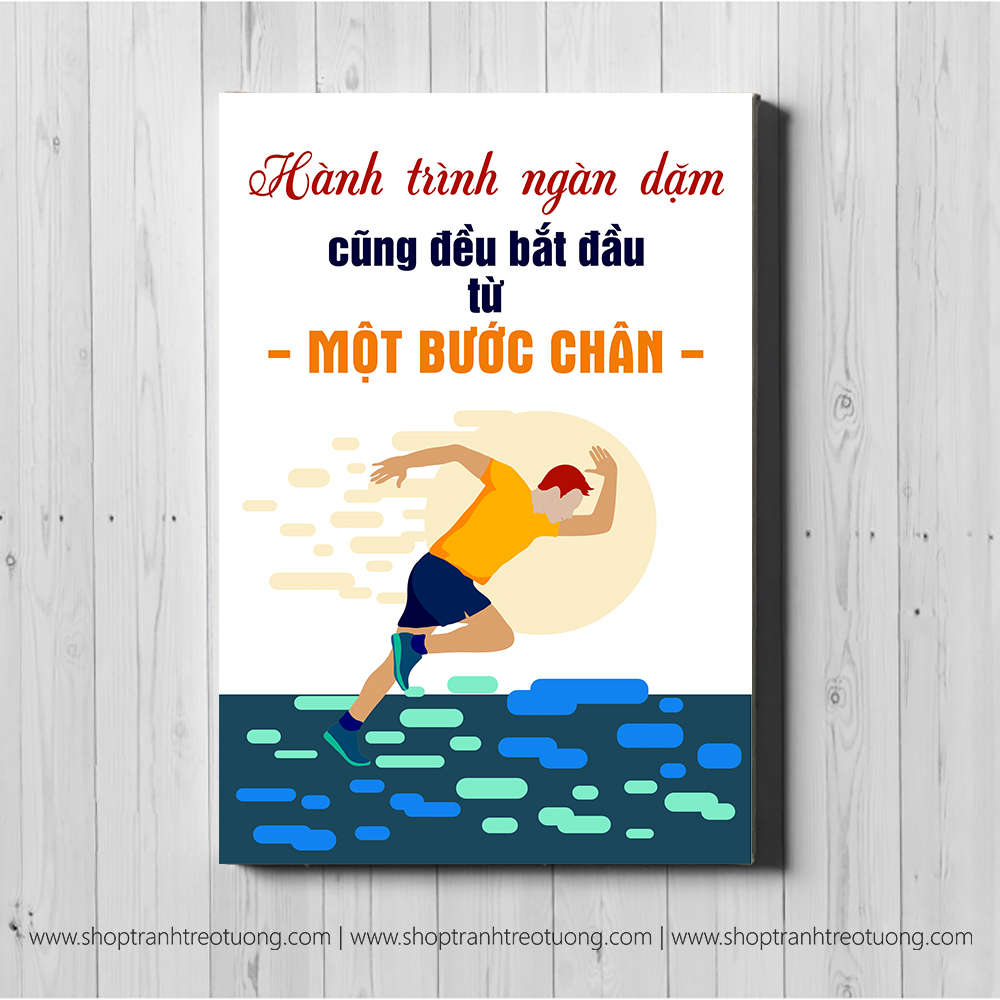 Hành trình ngàn dặm
cũng đều bắt đầu
từ
- MỘT BƯỚC CHÂN -
www.shoptranhtreotuong.com | www.shoptranhtreotuong.com | www.shoptranhtreotuong.com